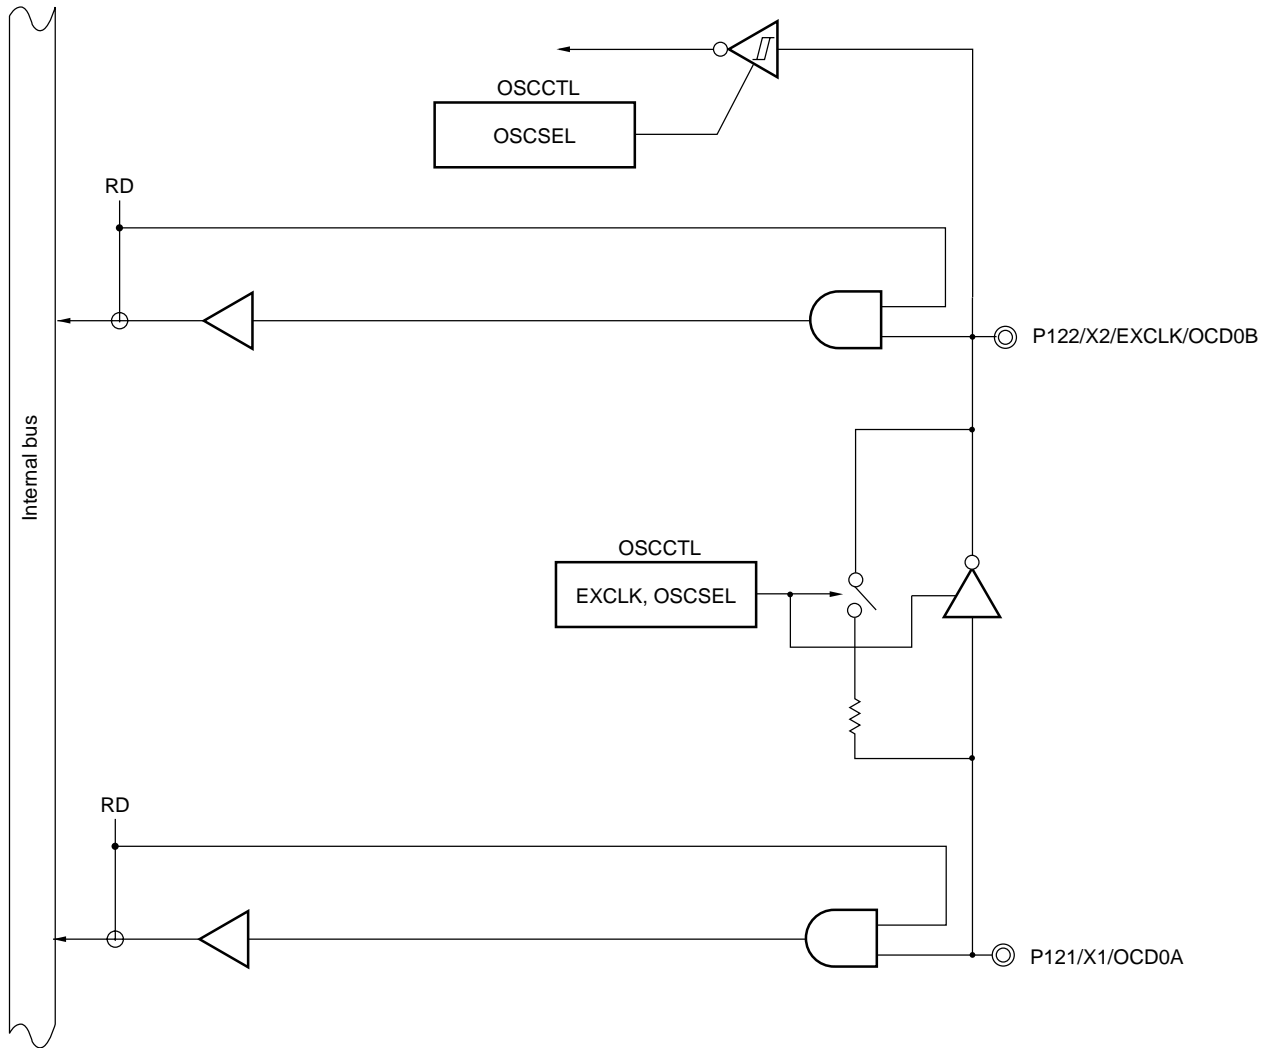 OSCCTL
OSCSEL
RD
P122/X2/EXCLK/OCD0B
Internal bus
OSCCTL
EXCLK, OSCSEL
RD
P121/X1/OCD0A